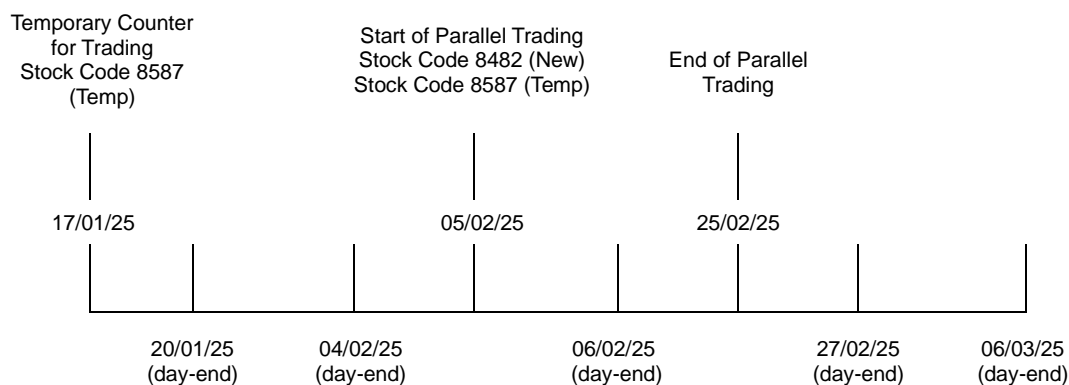 Temporary Counter
for Trading
Stock Code 8587
(Temp)
Start of Parallel Trading
Stock Code 8482 (New)
Stock Code 8587 (Temp)
End of Parallel
Trading
17/01/25
05/02/25
25/02/25
20/01/25
(day-end)
04/02/25
(day-end)
06/02/25
(day-end)
27/02/25
(day-end)
06/03/25
(day-end)